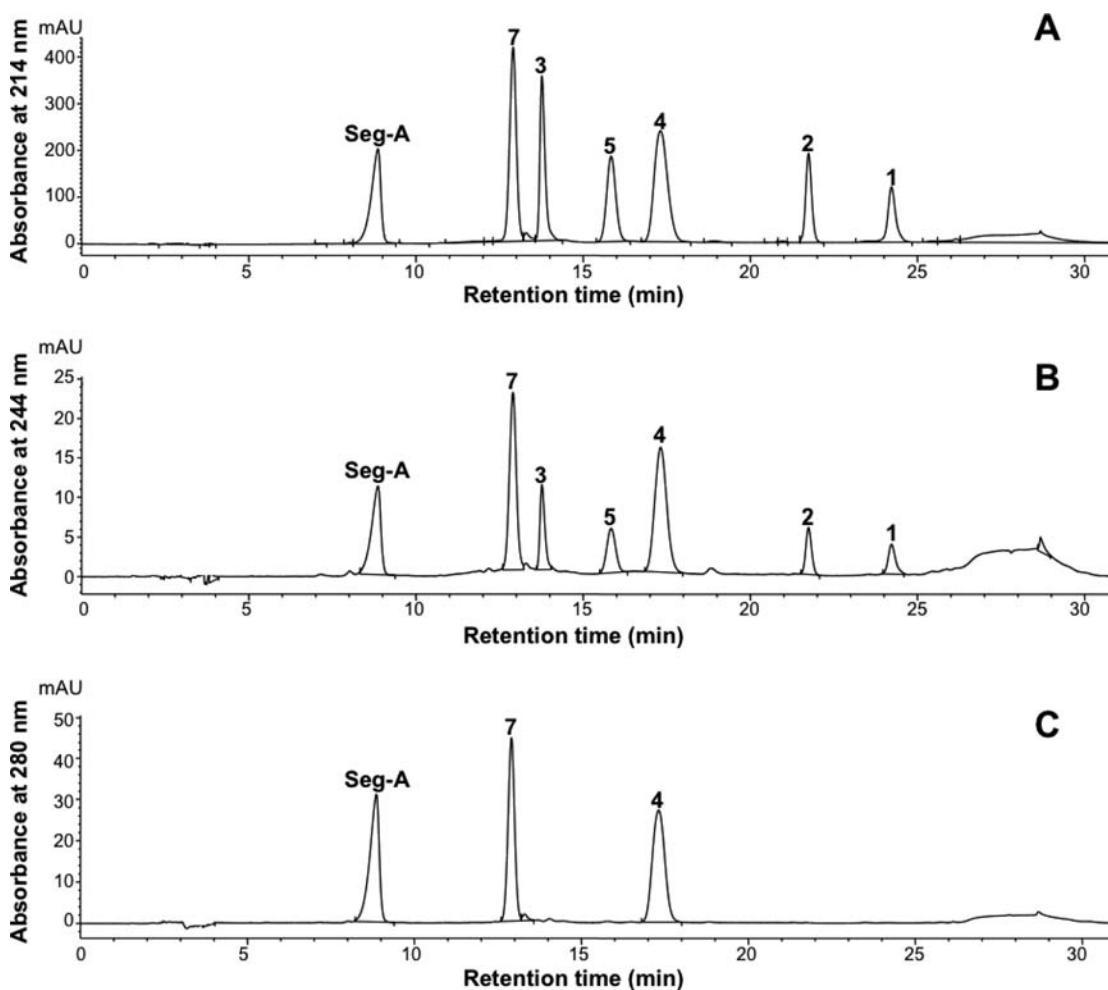 A
mAU
Absorbance at 214 nm
400
300
200
100
0
Seg-A
7
3
5
4
2
1
0 5 10 15 20 25 30
Retention time (min)
B
mAU
Absorbance at 244 nm
25
20
15
10
5
0
Seg-A
7
3
5
4
2
1
0 5 10 15 20 25 30
Retention time (min)
C
mAU
Absorbance at 280 nm
50
40
30
20
10
0
Seg-A
7
4
0 5 10 15 20 25 30
Retention time (min)